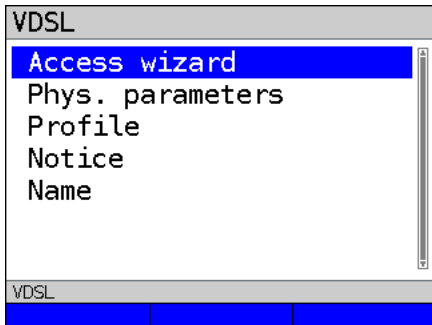 VDSL
Access wizard
Phys. parameters
Profile
Notice
Name
VDSL